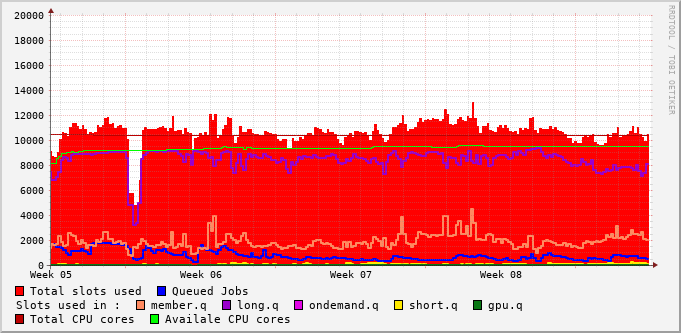 RRDTOOL / TOBI OETIKER
20000
18000
16000
14000
12000
10000
8000
6000
4000
2000
0
Week 05 Week 06 Week 07 Week 08
Total slots used Queued Jobs
Slots used in : member.q long.q ondemand.q short.q gpu.q
Total CPU cores Availale CPU cores